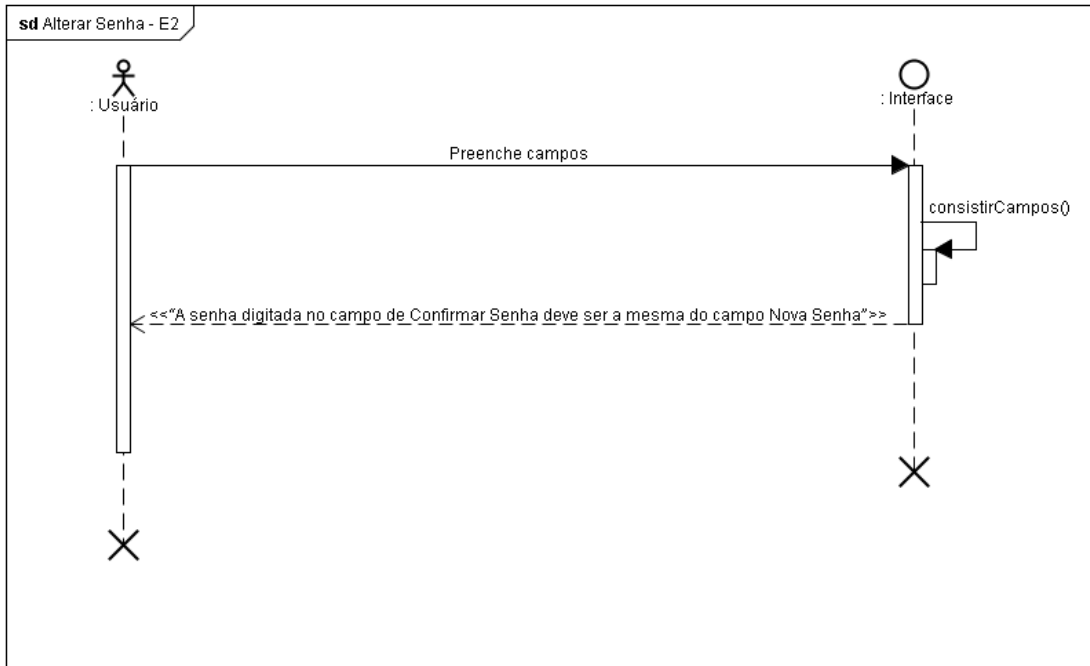 sd Alterar Senha - E2
: Usuário
: Interface
Preenche campos
consistirCampos()
<<"A senha digitada no campo de Confirmar Senha deve ser a mesma do campo Nova Senha">>